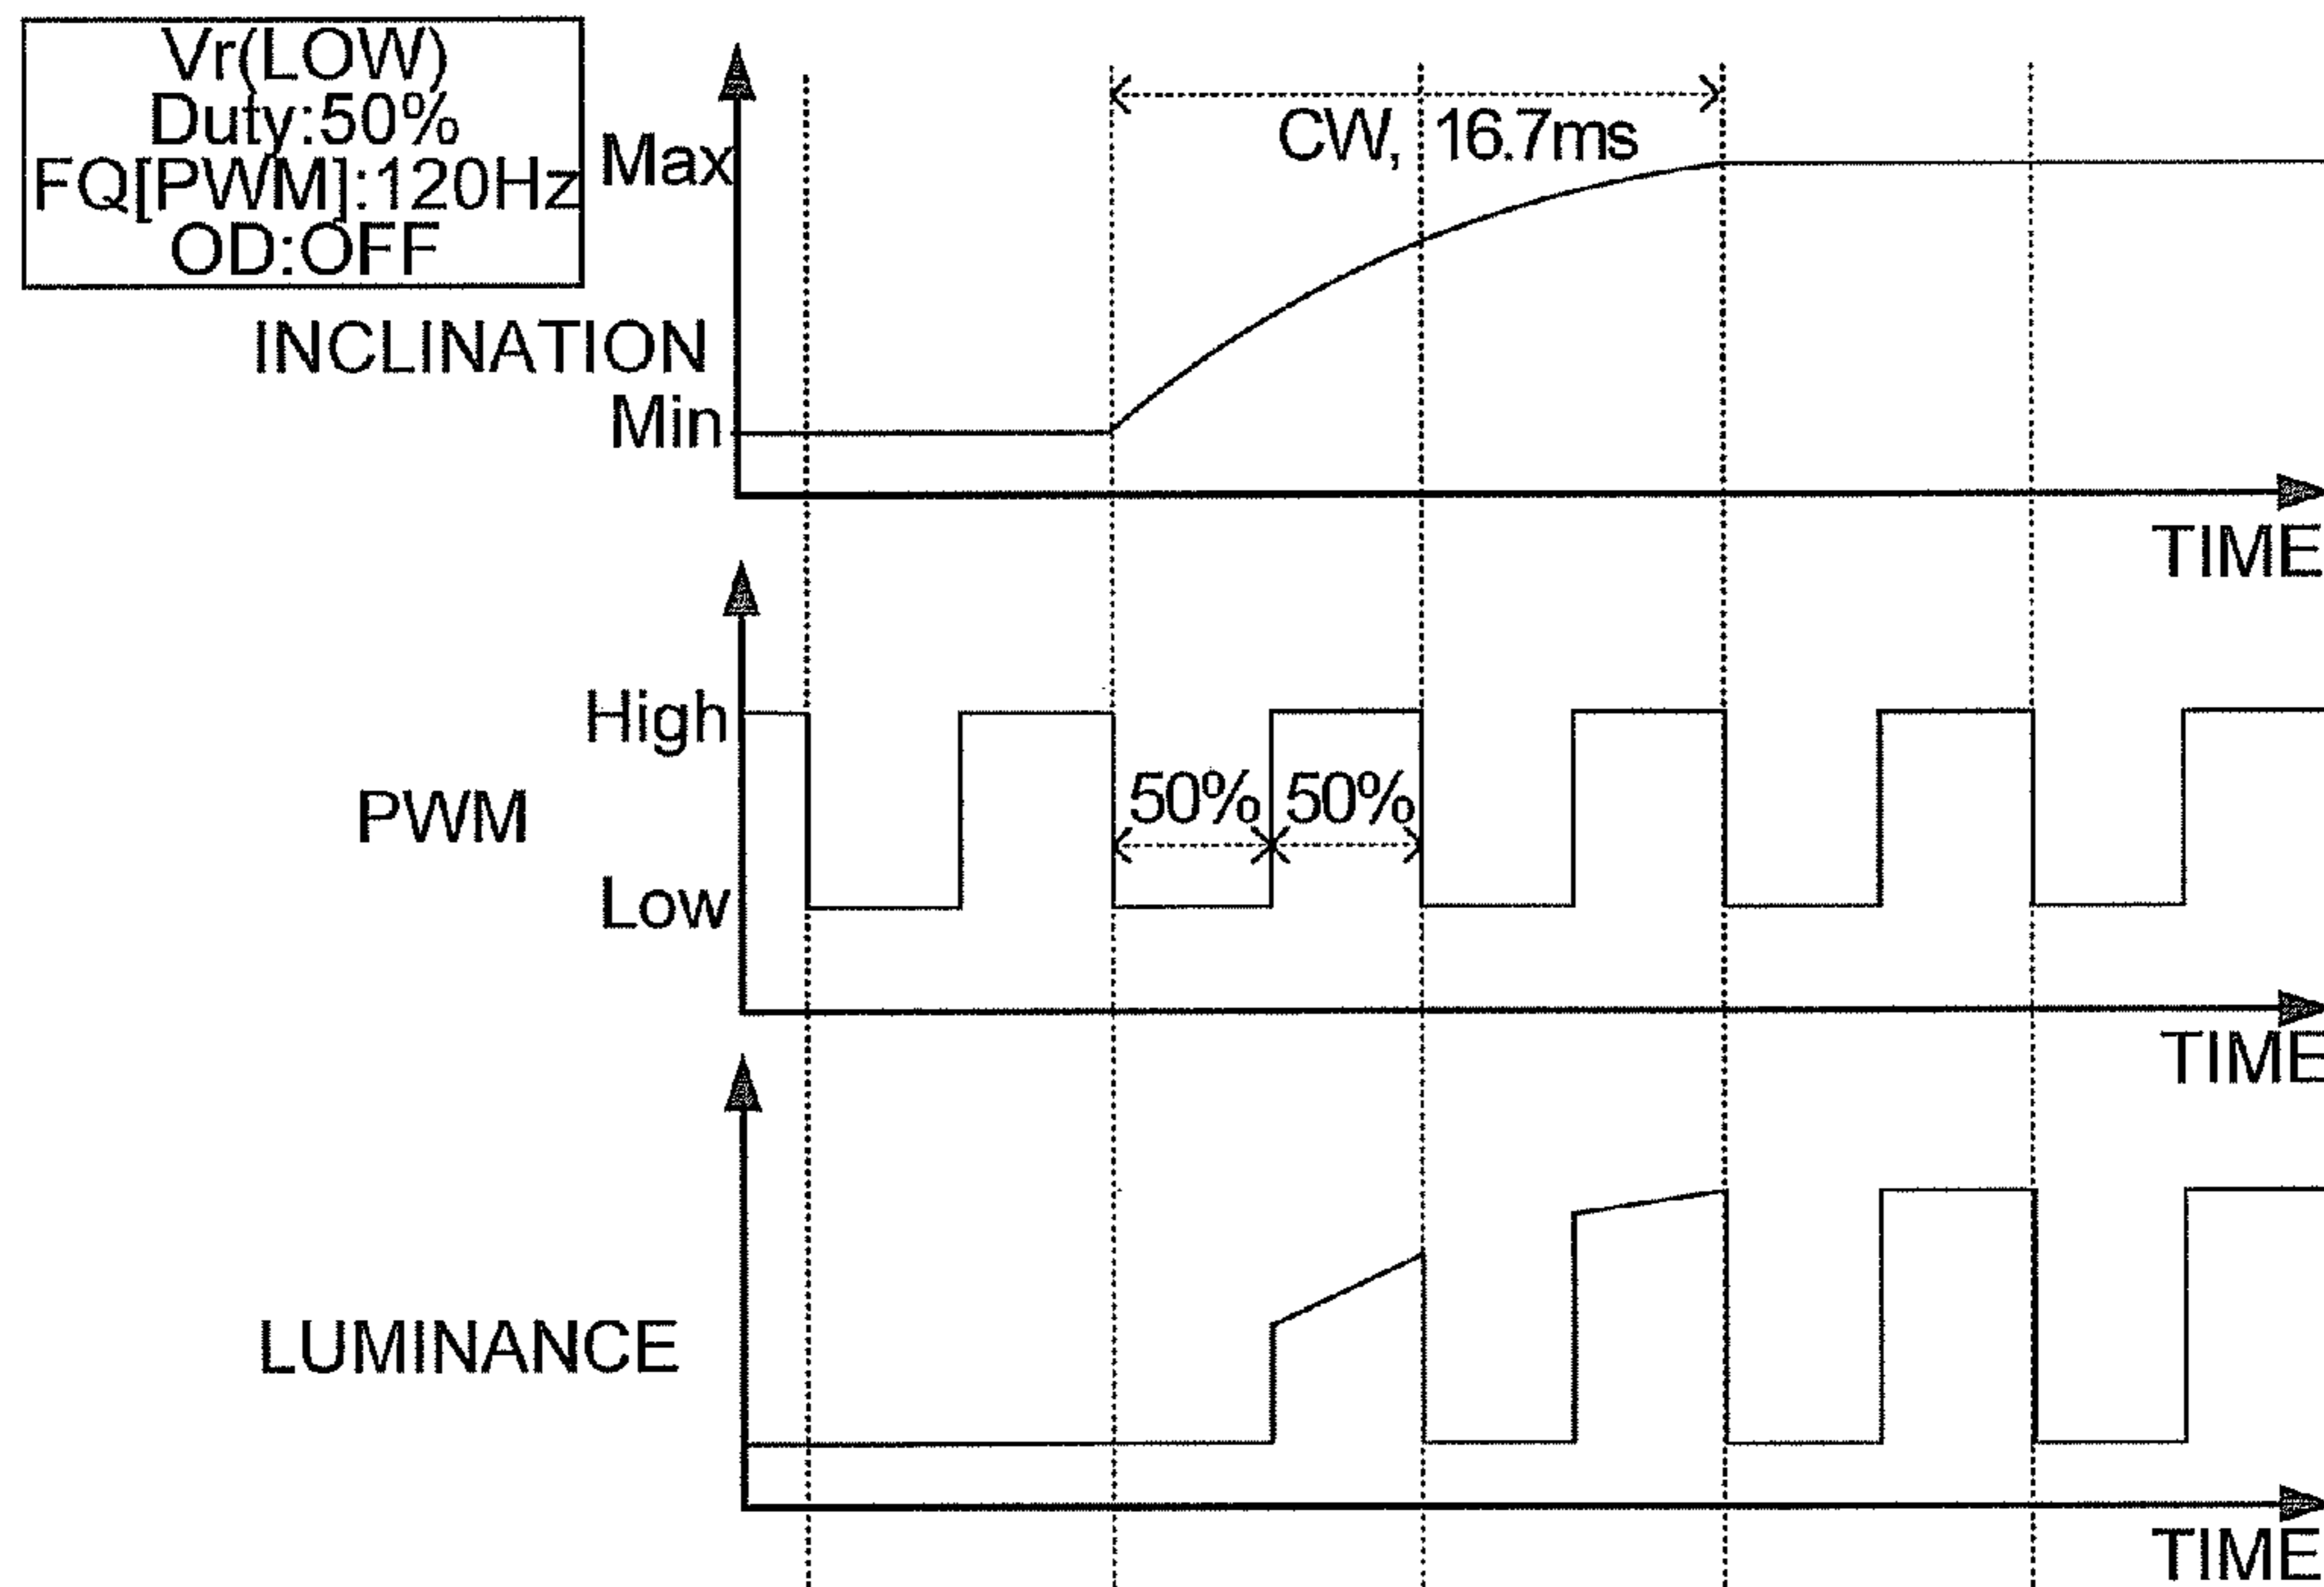 Vr(LOW)
Duty:50%
FQ[PWM]:120Hz
OD:OFF
Max
CW, 16.7ms
INCLINATION
Min
TIME
High
50% 50%
PWM
Low
TIME
LUMINANCE
TIME